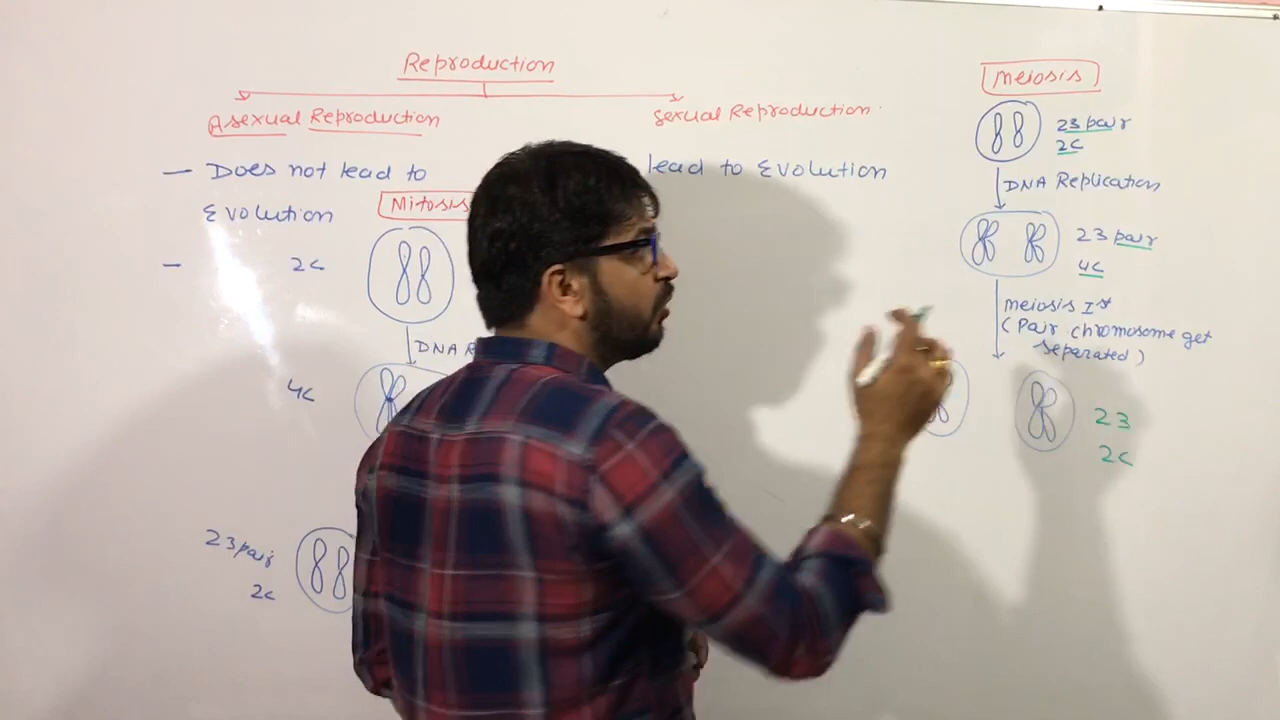 Reproduction
Asexual Reproduction
Sexual Reproduction
— Does not lead to
Evolution
lead to Evolution
Mitosis
— 2C
DNA
4C
23 pair
2C
Meiosis
23 pair
2C
DNA Replication
23 pair
4C
Meiosis Ist
(Pair chromosome get
separated)
23
2C